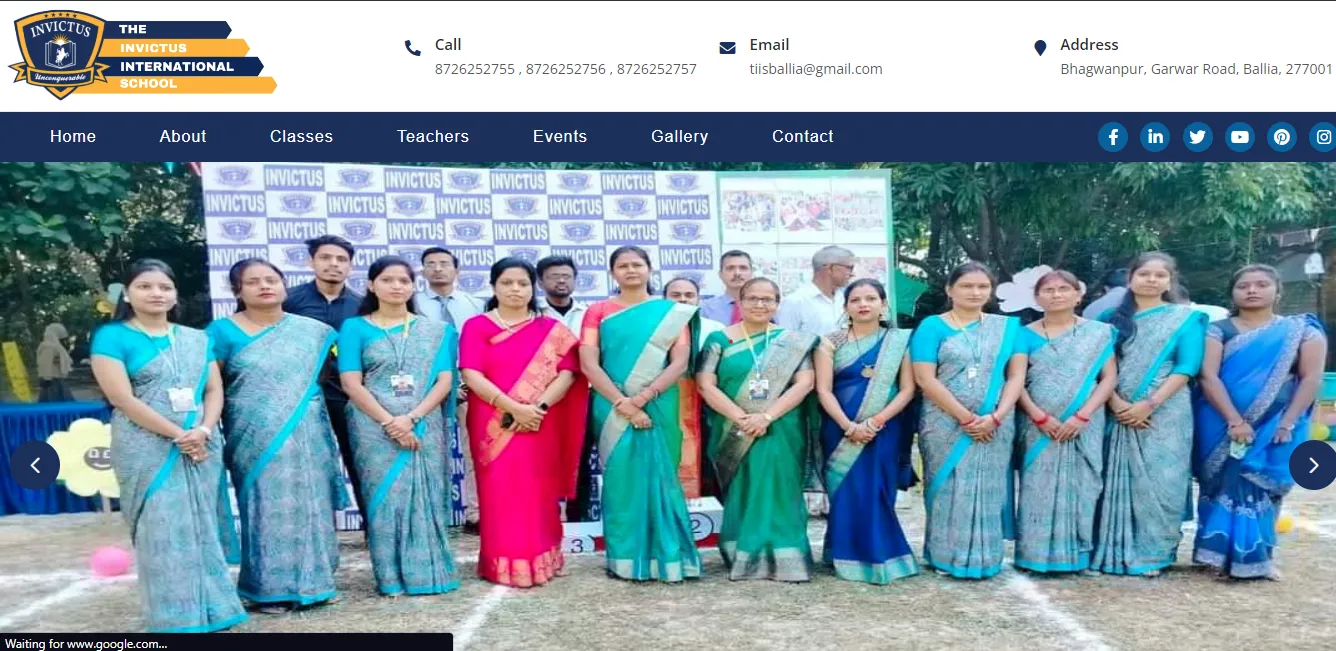 INVICTUS
Unconquerable
THE
INVICTUS
INTERNATIONAL
SCHOOL
Call
8726252755 , 8726252756 , 8726252757
Email
tiisballia@gmail.com
Address
Bhagwanpur, Garwar Road, Ballia, 277001
Home About Classes Teachers Events Gallery Contact
INVICTUS INVICTUS INVICTUS INVICTUS
INVICTUS INVICTUS INVICTUS INVICTUS INVICTUS
INVICTUS INVICTUS INVICTUS INVICTUS
INVICTUS INVICTUS
3 2
Waiting for www.google.com...